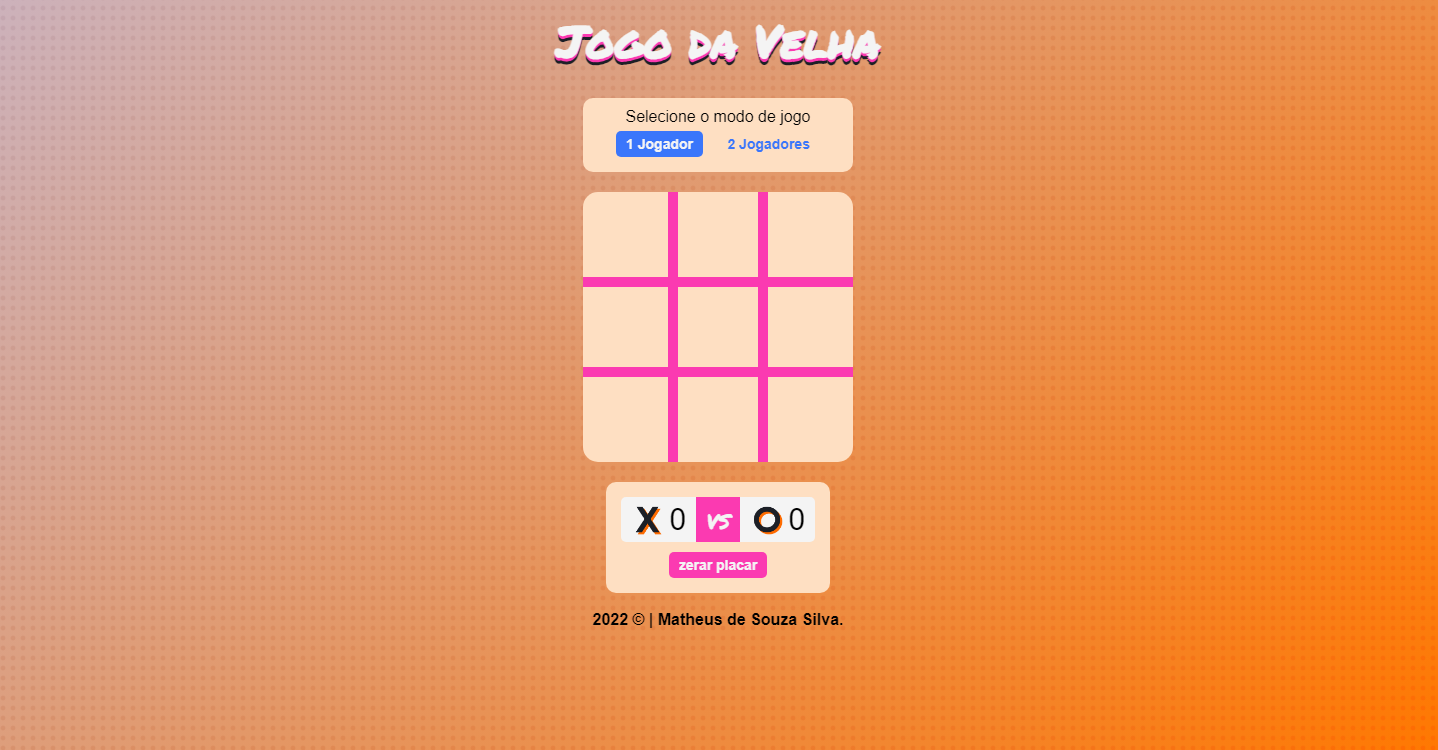 Jogo da Velha
Selecione o modo de jogo
1 Jogador 2 Jogadores
X 0 vs O 0
zerar placar
2022 © | Matheus de Souza Silva.